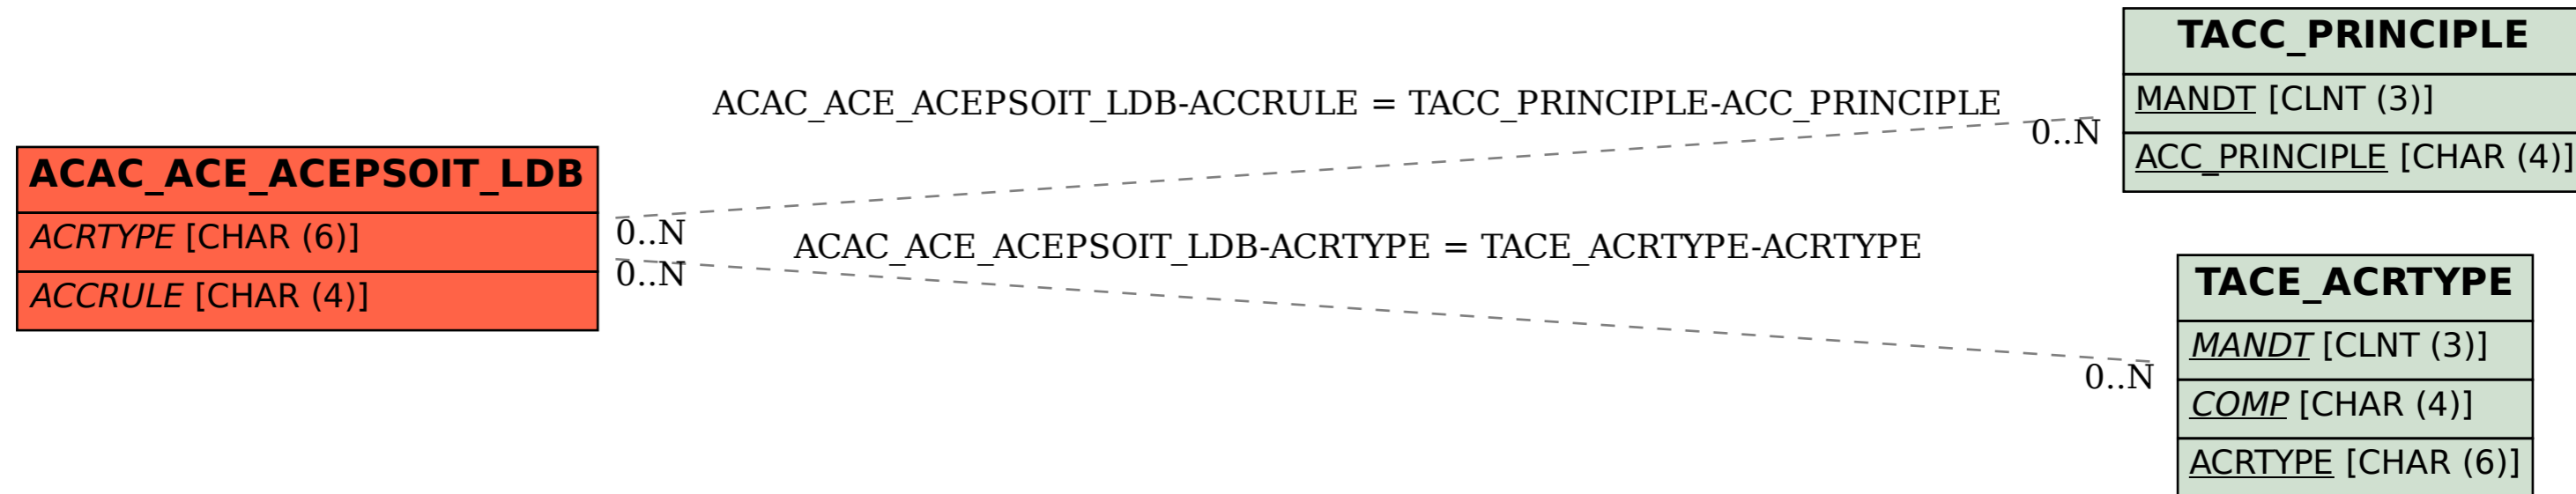 ACAC_ACE_ACEPSOIT_LDB
ACRTYPE [CHAR (6)]
ACCRULE [CHAR (4)]
ACAC_ACE_ACEPSOIT_LDB-ACCRULE = TACC_PRINCIPLE-ACC_PRINCIPLE
0..N
0..N
ACAC_ACE_ACEPSOIT_LDB-ACRTYPE = TACE_ACRTYPE-ACRTYPE
0..N
0..N
TACC_PRINCIPLE
MANDT [CLNT (3)]
ACC_PRINCIPLE [CHAR (4)]
TACE_ACRTYPE
MANDT [CLNT (3)]
COMP [CHAR (4)]
ACRTYPE [CHAR (6)]